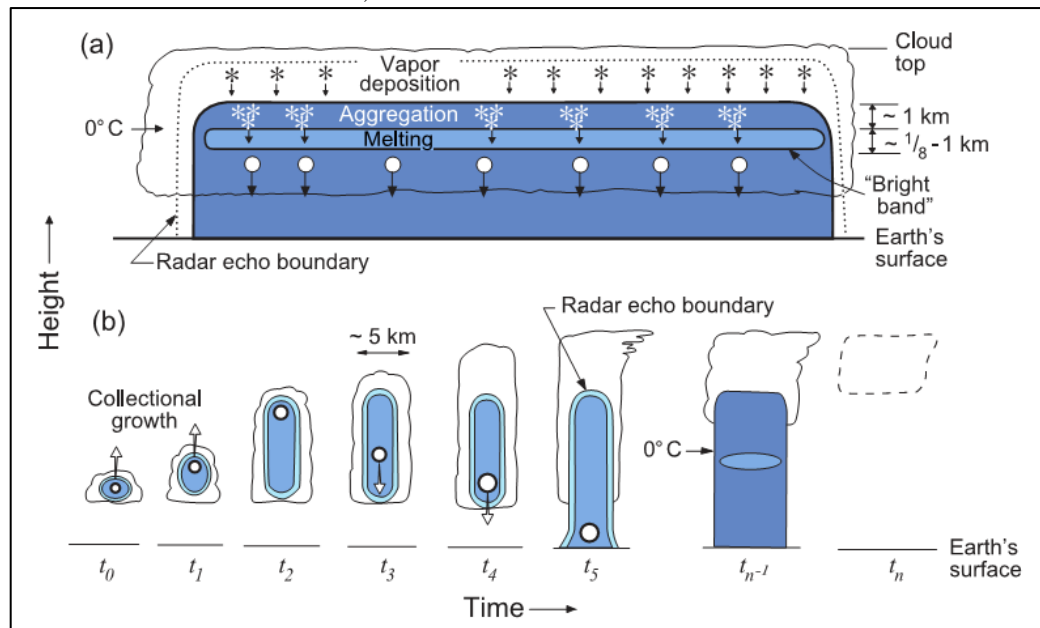 (a)
Cloud
top
Vapor
deposition
Aggregation
0° C
~ 1 km
Melting
~ 1/8 - 1 km
"Bright
band"
Earth's
surface
Radar echo boundary
Height
(b)
Radar echo boundary
~ 5 km
Collectional
growth
0° C
Earth's
surface
t0
t1
t2
t3
t4
t5
tn-1
tn
Time